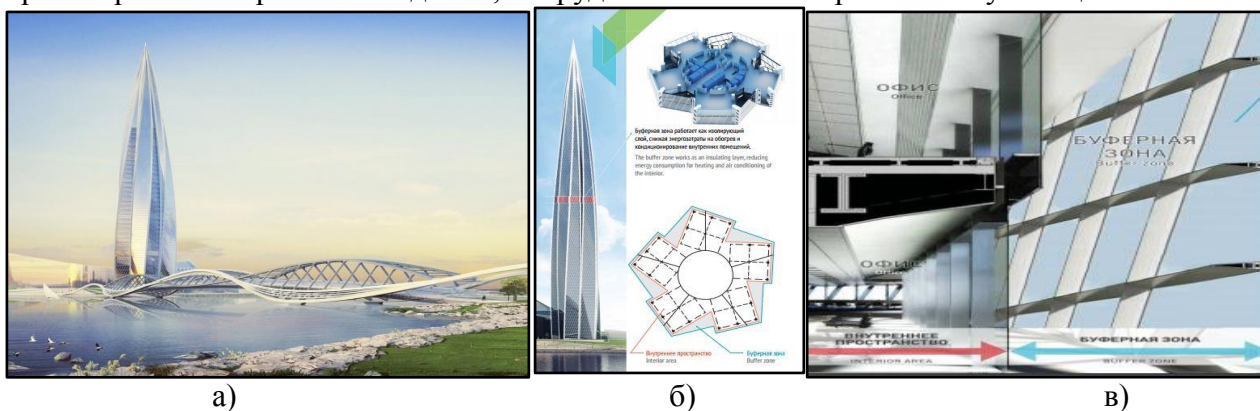 Буферная зона работает как изолирующий
слой, снижая энергозатраты на обогрев и
кондиционирование внутренних помещений.
The buffer zone works as an insulating layer, reducing
energy consumption for heating and air conditioning of
the interior.
Внутреннее пространство
Interior area
Буферная зона
Buffer zone
ОФИС
Office
БУФЕРНАЯ
ЗОНА
Buffer zone
ОФИС
ВНУТРЕННЕЕ
ПРОСТРАНСТВО
INTERIOR AREA
БУФЕРНАЯ ЗОНА
BUFFER ZONE
а)
б)
в)